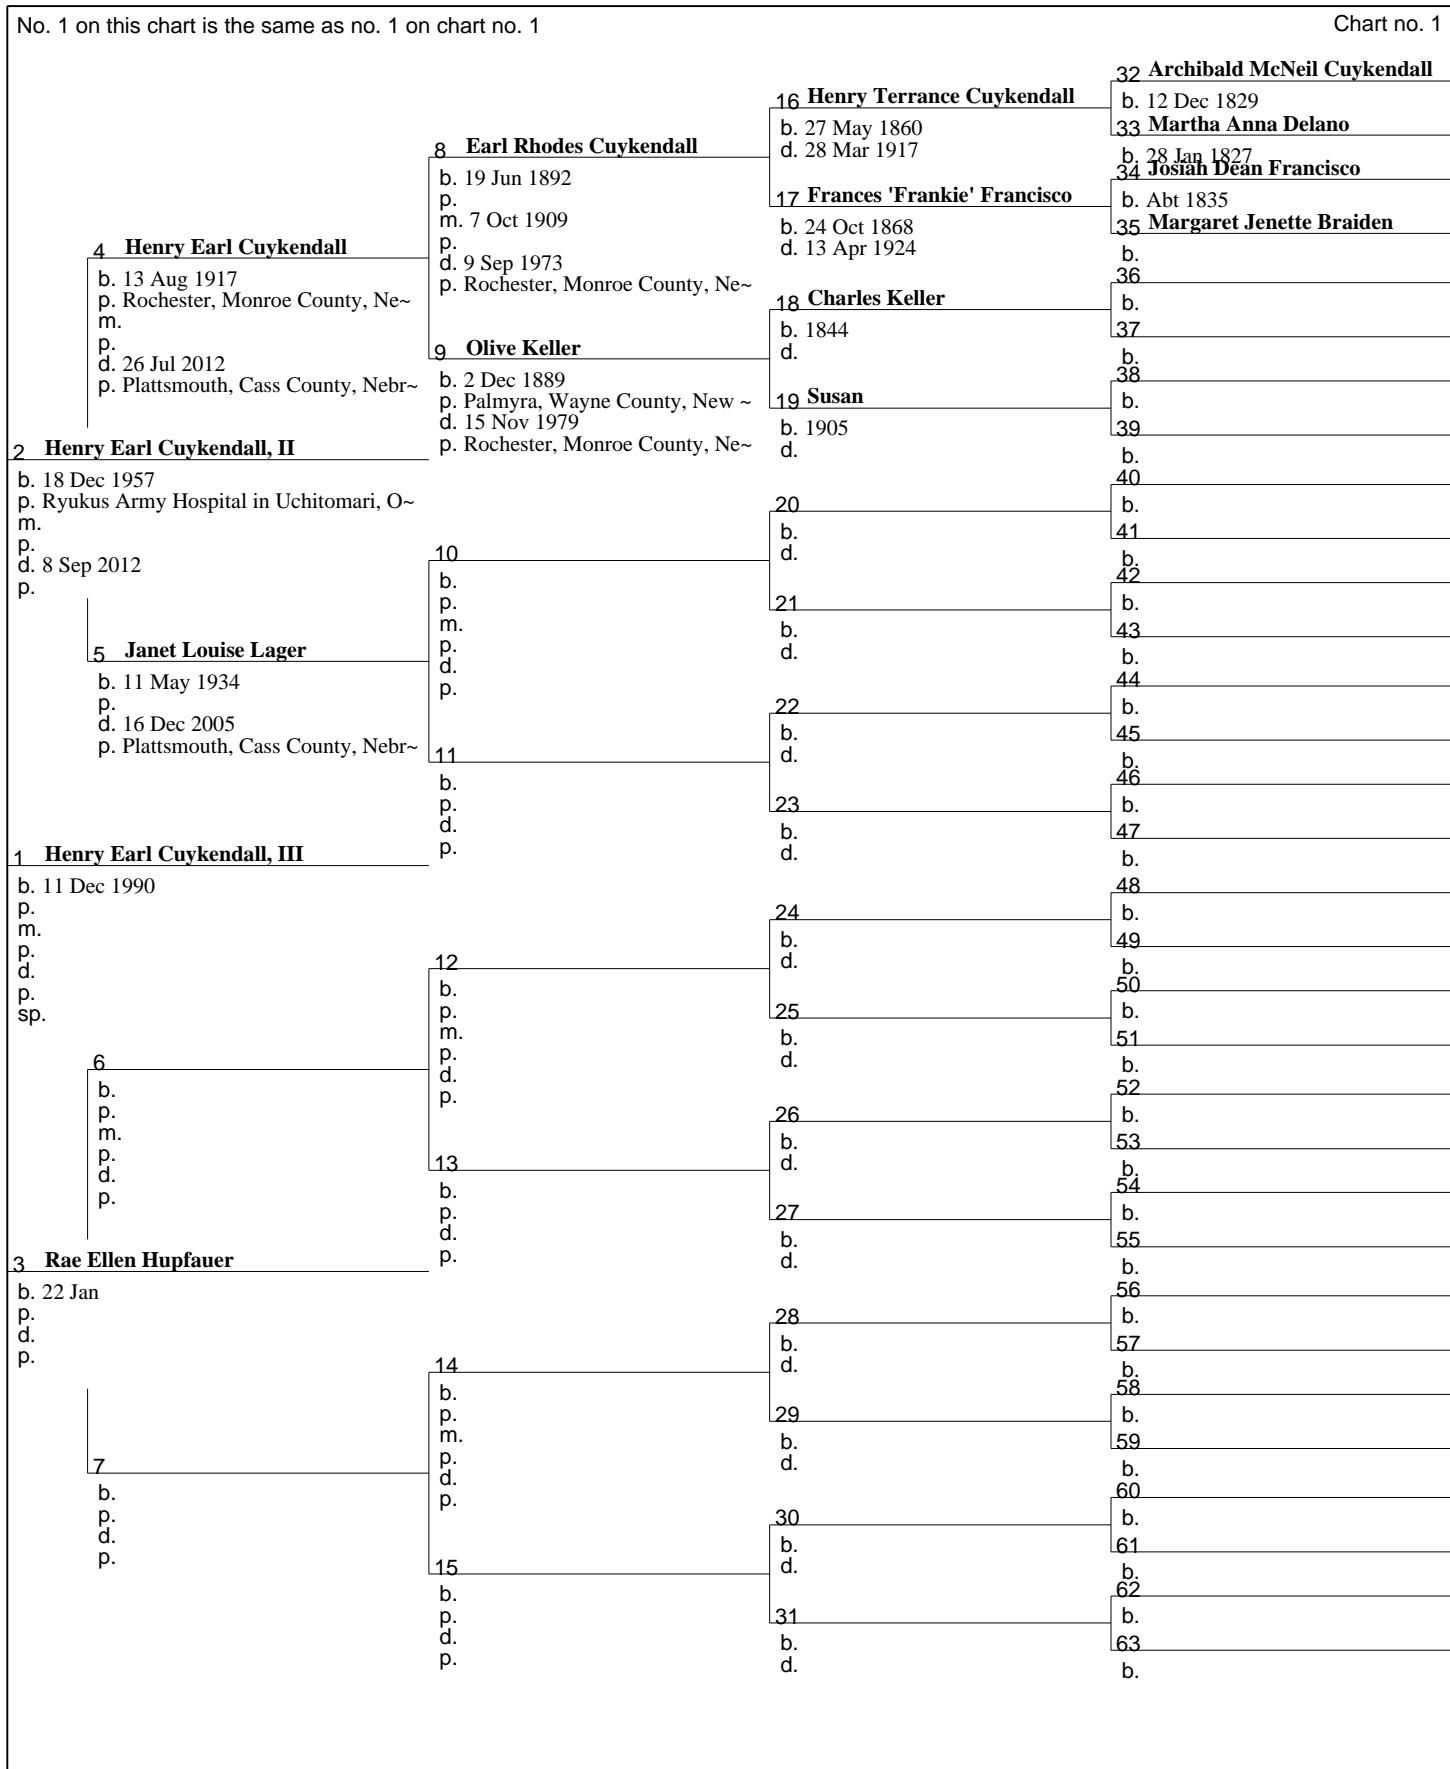 No. 1 on this chart is the same as no. 1 on chart no. 1
Chart no. 1
1 Henry Earl Cuykendall, III
b. 11 Dec 1990
p.
m.
p.
d.
p.
sp.
2 Henry Earl Cuykendall, II
b. 18 Dec 1957
p. Ryukus Army Hospital in Uchitomari, O~
m.
p.
d. 8 Sep 2012
p.
3 Rae Ellen Hupfauer
b. 22 Jan
p.
d.
p.
4 Henry Earl Cuykendall
b. 13 Aug 1917
p. Rochester, Monroe County, Ne~
m.
p.
d. 26 Jul 2012
p. Plattsmouth, Cass County, Nebr~
5 Janet Louise Lager
b. 11 May 1934
p.
d. 16 Dec 2005
p. Plattsmouth, Cass County, Nebr~
6
b.
p.
m.
p.
d.
p.
7
b.
p.
d.
p.
8 Earl Rhodes Cuykendall
b. 19 Jun 1892
p.
m. 7 Oct 1909
p.
d. 9 Sep 1973
p. Rochester, Monroe County, Ne~
9 Olive Keller
b. 2 Dec 1889
p. Palmyra, Wayne County, New ~
d. 15 Nov 1979
p. Rochester, Monroe County, Ne~
10
b.
p.
m.
p.
d.
p.
11
b.
p.
d.
p.
12
b.
p.
m.
p.
d.
p.
13
b.
p.
d.
p.
14
b.
p.
m.
p.
d.
p.
15
b.
p.
d.
p.
16 Henry Terrance Cuykendall
b. 27 May 1860
d. 28 Mar 1917
17 Frances 'Frankie' Francisco
b. 24 Oct 1868
d. 13 Apr 1924
18 Charles Keller
b. 1844
d.
19 Susan
b. 1905
d.
20
b.
d.
21
b.
d.
22
b.
d.
23
b.
d.
24
b.
d.
25
b.
d.
26
b.
d.
27
b.
d.
28
b.
d.
29
b.
d.
30
b.
d.
31
b.
d.
32 Archibald McNeil Cuykendall
b. 12 Dec 1829
33 Martha Anna Delano
b. 28 Jan 1827
34 Josiah Dean Francisco
b. Abt 1835
35 Margaret Jenette Braiden
b.
36
b.
37
b.
38
b.
39
b.
40
b.
41
b.
42
b.
43
b.
44
b.
45
b.
46
b.
47
b.
48
b.
49
b.
50
b.
51
b.
52
b.
53
b.
54
b.
55
b.
56
b.
57
b.
58
b.
59
b.
60
b.
61
b.
62
b.
63
b.